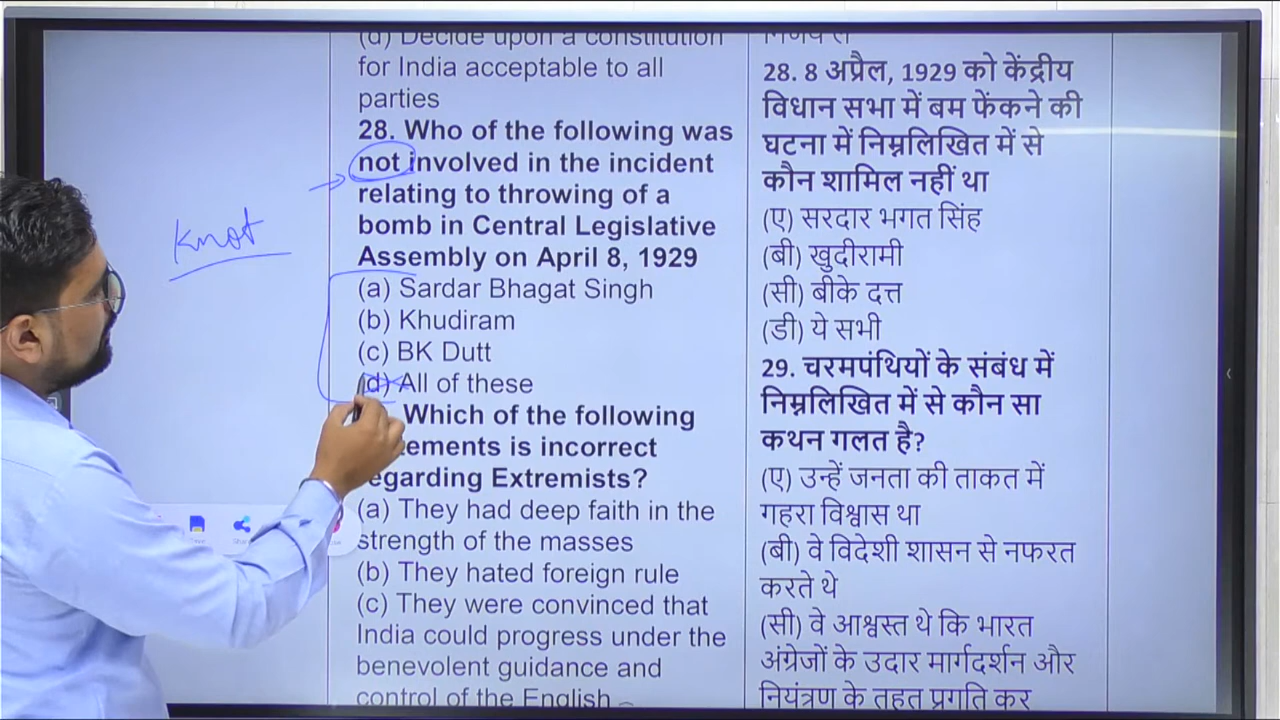 (d) Decide upon a constitution
for India acceptable to all
parties
28. Who of the following was
not involved in the incident
relating to throwing of a
bomb in Central Legislative
Assembly on April 8, 1929
(a) Sardar Bhagat Singh
(b) Khudiram
(c) BK Dutt
(d) All of these
Which of the following
tements is incorrect
egarding Extremists?
(a) They had deep faith in the
strength of the masses
(b) They hated foreign rule
(c) They were convinced that
India could progress under the
benevolent guidance and
control of the English
Knot
निर्णय ले
28. 8 अप्रैल, 1929 को केंद्रीय
विधान सभा में बम फेंकने की
घटना में निम्नलिखित में से
कौन शामिल नहीं था
(ए) सरदार भगत सिंह
(बी) खुदीरामी
(सी) बीके दत्त
(डी) ये सभी
29. चरमपंथियों के संबंध में
निम्नलिखित में से कौन सा
कथन गलत है?
(ए) उन्हें जनता की ताकत में
गहरा विश्वास था
(बी) वे विदेशी शासन से नफरत
करते थे
(सी) वे आश्वस्त थे कि भारत
अंग्रेजों के उदार मार्गदर्शन और
नियंत्रण के तहत प्रगति कर